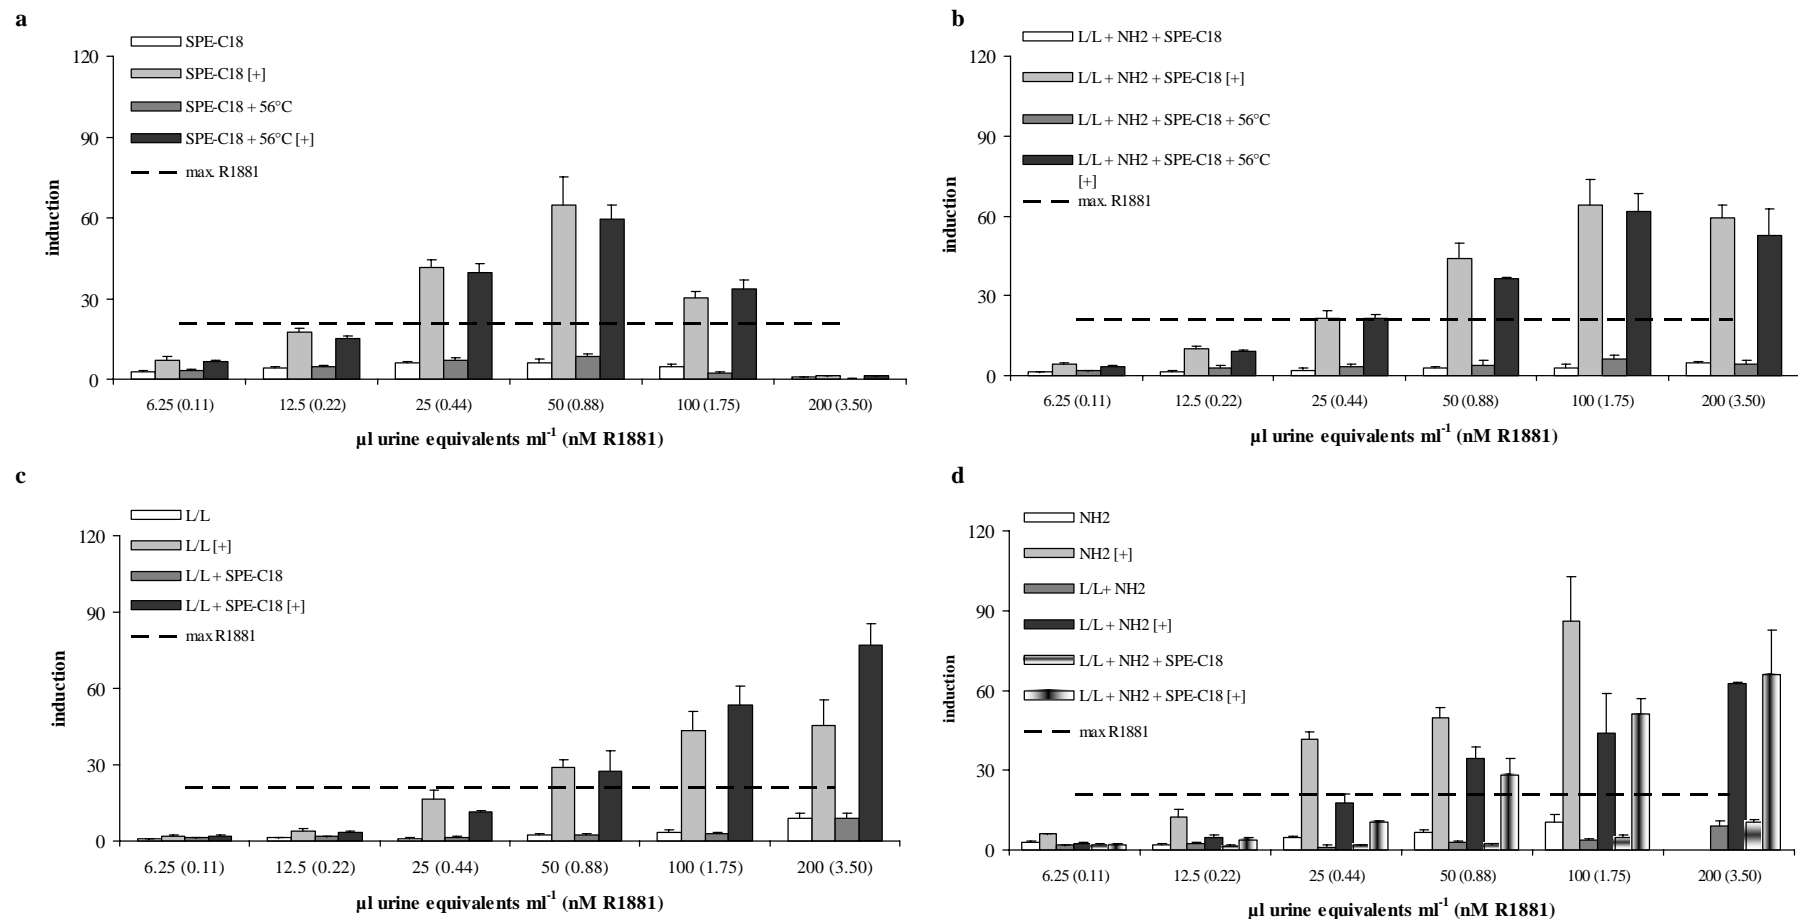 a
SPE-C18
SPE-C18 [+]
SPE-C18 + 56°C
SPE-C18 + 56°C [+]
max. R1881
120
90
60
30
0
induction
6.25 (0.11) 12.5 (0.22) 25 (0.44) 50 (0.88) 100 (1.75) 200 (3.50)
µl urine equivalents ml-1 (nM R1881)
b
L/L + NH2 + SPE-C18
L/L + NH2 + SPE-C18 [+]
L/L + NH2 + SPE-C18 + 56°C
L/L + NH2 + SPE-C18 + 56°C
[+]
max. R1881
120
90
60
30
0
induction
6.25 (0.11) 12.5 (0.22) 25 (0.44) 50 (0.88) 100 (1.75) 200 (3.50)
µl urine equivalents ml-1 (nM R1881)
c
L/L
L/L [+]
L/L + SPE-C18
L/L + SPE-C18 [+]
max R1881
120
90
60
30
0
induction
6.25 (0.11) 12.5 (0.22) 25 (0.44) 50 (0.88) 100 (1.75) 200 (3.50)
µl urine equivalents ml-1 (nM R1881)
d
NH2
NH2 [+]
L/L+ NH2
L/L + NH2 [+]
L/L + NH2 + SPE-C18
L/L + NH2 + SPE-C18 [+]
max R1881
120
90
60
30
0
induction
6.25 (0.11) 12.5 (0.22) 25 (0.44) 50 (0.88) 100 (1.75) 200 (3.50)
µl urine equivalents ml-1 (nM R1881)